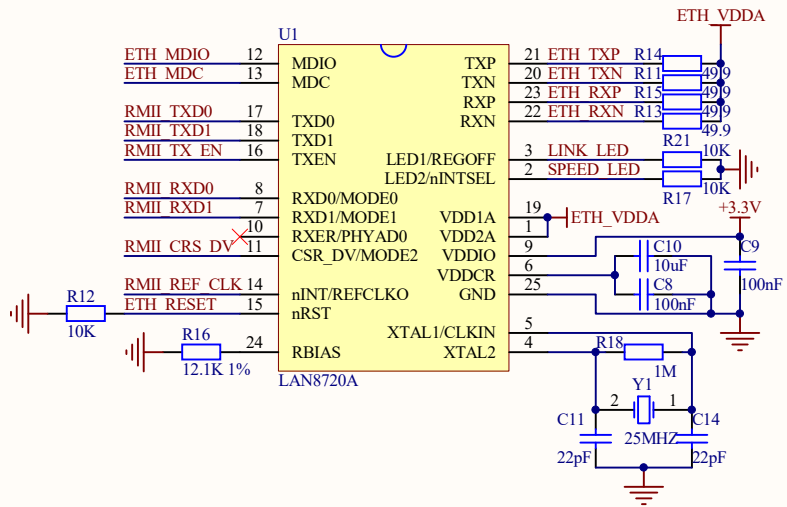 ETH_VDDA
U1
ETH_MDIO 12 MDIO TXP 21 ETH_TXP R14
ETH_MDC 13 MDC TXN 20 ETH_TXN R11 49.9
RXP 23 ETH_RXP R15 49.9
RMII_TXD0 17 TXD0 RXN 22 ETH_RXN R13 49.9
RMII_TXD1 18 TXD1 49.9
R21
RMII_TX_EN 16 TXEN LED1/REGOFF 3 LINK_LED 10K
LED2/nINTSEL 2 SPEED_LED
RMII_RXD0 8 RXD0/MODE0 R17 10K
RMII_RXD1 7 RXD1/MODE1 VDD1A 19 ETH_VDDA +3.3V
10 RXER/PHYAD0 VDD2A 1
RMII_CRS_DV 11 CSR_DV/MODE2 VDDIO 9 C10 C9
VDDCR 6 10uF
RMII_REF_CLK 14 nINT/REFCLKO GND 25 C8 100nF
R12 ETH_RESET 15 nRST 100nF
10K XTAL1/CLKIN 5
R16 24 RBIAS XTAL2 4 R18
12.1K 1% 1M
LAN8720A
Y1
2 1
C11 C14
25MHZ
22pF 22pF